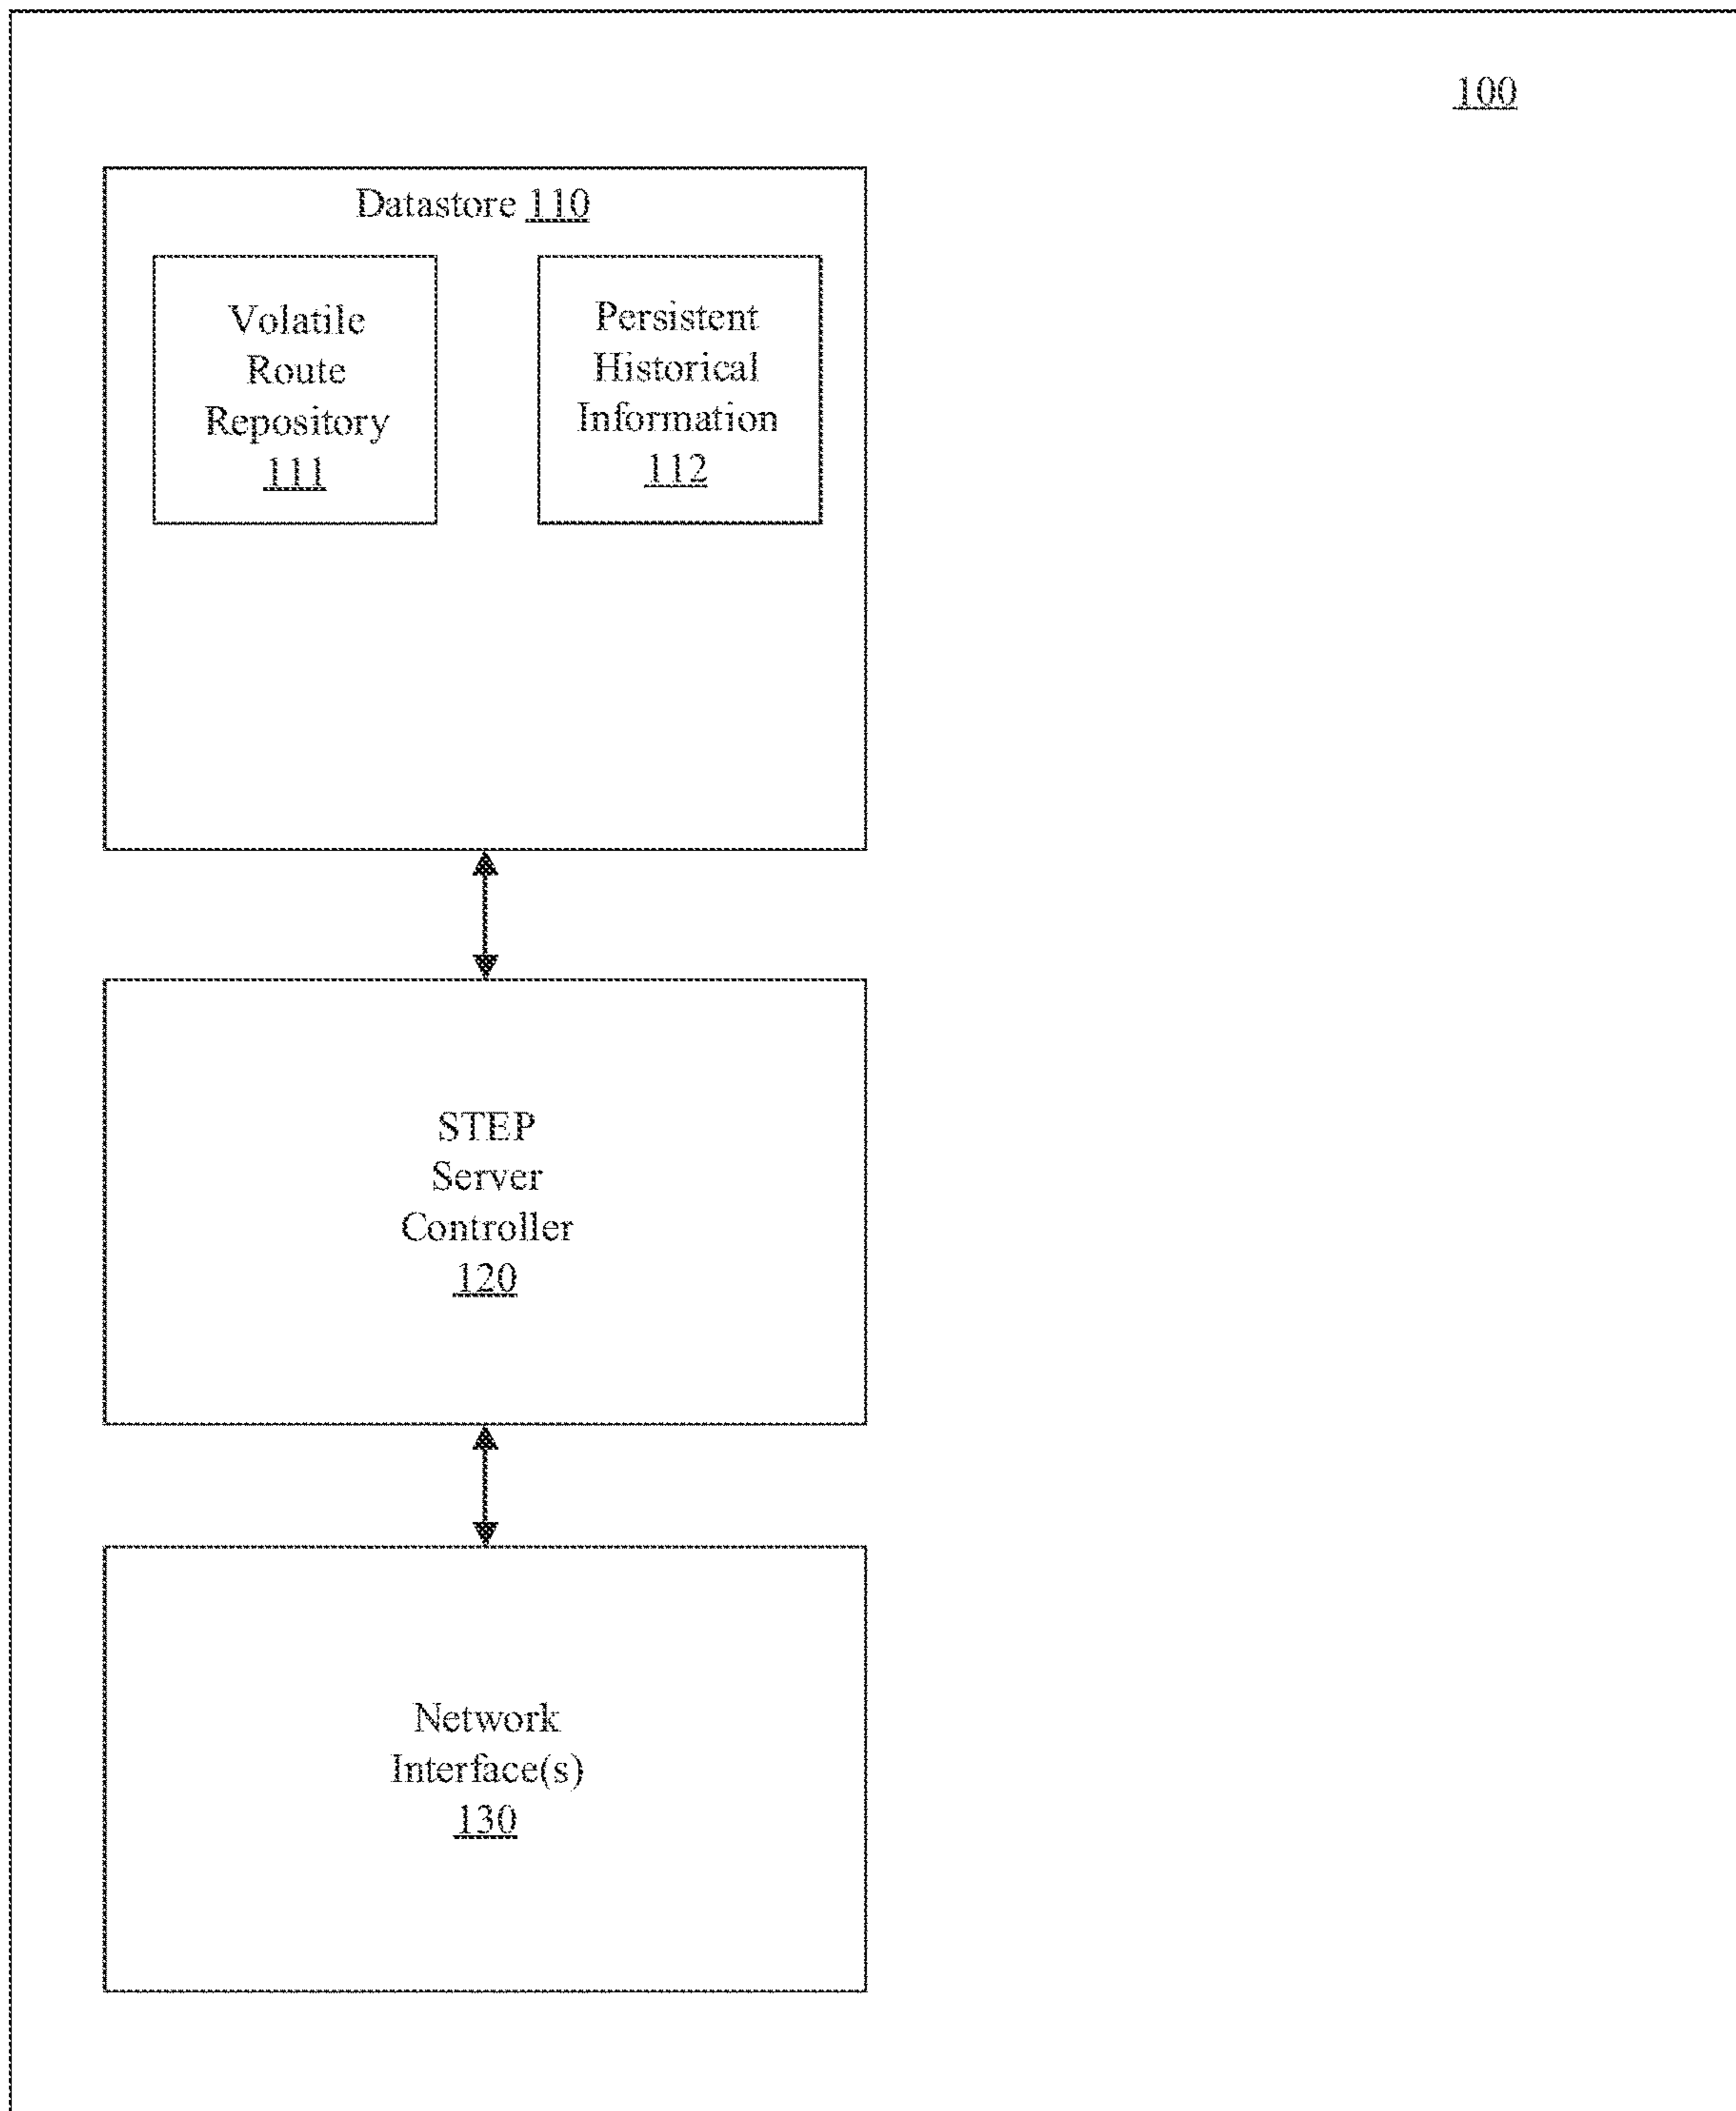 100
Datastore 110
Volatile
Route
Repository
111
Persistent
Historical
Information
112
STEP
Server
Controller
120
Network
Interface(s)
130